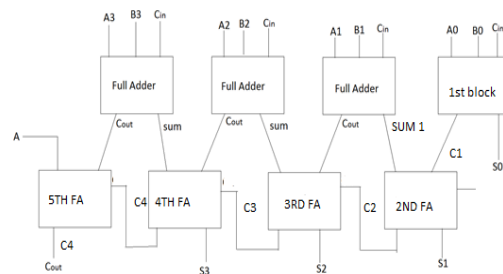 A3 B3 Cin A2 B2 Cin A1 B1 Cin A0 B0 Cin
Full Adder Full Adder Full Adder 1st block
Cout sum Cout sum Cout SUM 1 C1 S0
A
5TH FA C4 4TH FA C3 3RD FA C2 2ND FA
C4
Cout S3 S2 S1